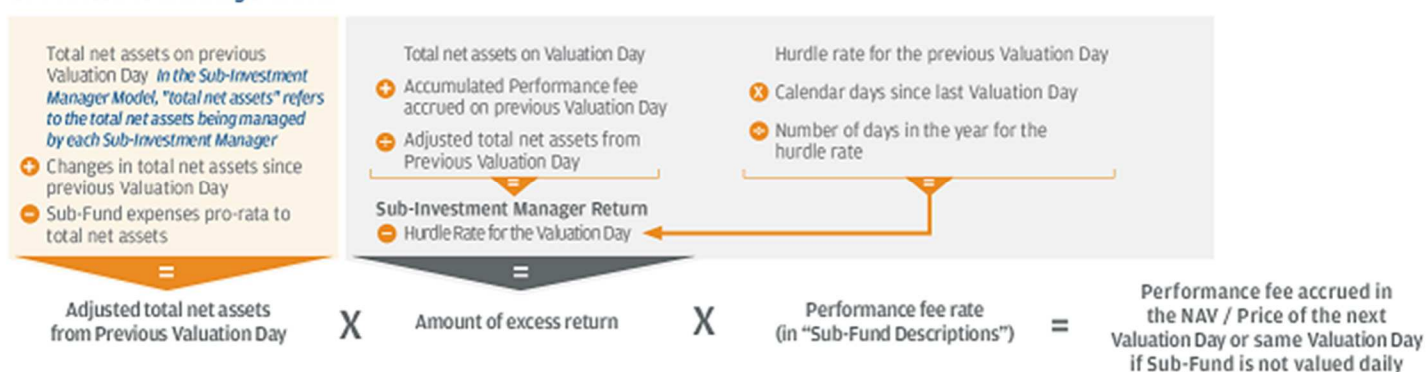 Total net assets on previous
Valuation Day In the Sub-Investment
Manager Model, "total net assets" refers
to the total net assets being managed
by each Sub-Investment Manager
+ Changes in total net assets since
previous Valuation Day
− Sub-Fund expenses pro-rata to
total net assets
=
Adjusted total net assets
from Previous Valuation Day
X
Total net assets on Valuation Day
+ Accumulated Performance fee
accrued on previous Valuation Day
÷ Adjusted total net assets from
Previous Valuation Day
=
Sub-Investment Manager Return
− Hurdle Rate for the Valuation Day
=
Amount of excess return
Hurdle rate for the previous Valuation Day
X Calendar days since last Valuation Day
÷ Number of days in the year for the
hurdle rate
=
X
Performance fee rate
(in “Sub-Fund Descriptions”)
=
Performance fee accrued in
the NAV / Price of the next
Valuation Day or same Valuation Day
if Sub-Fund is not valued daily